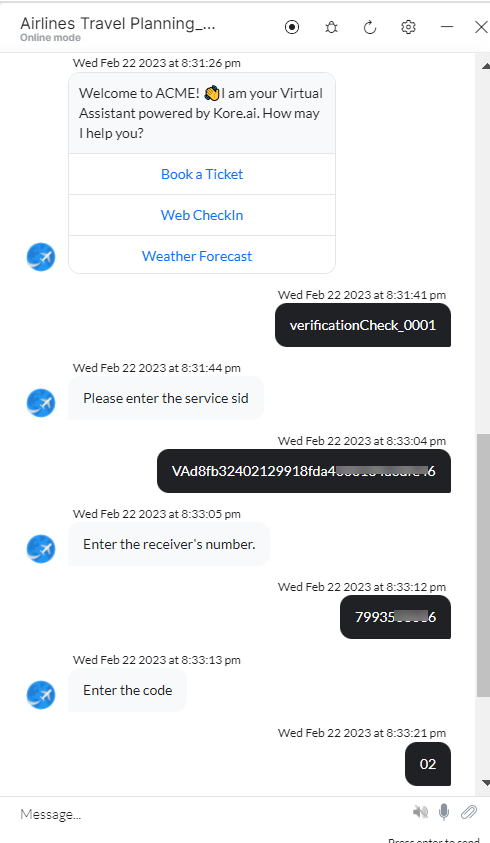 Airlines Travel Planning_...
Online mode
Wed Feb 22 2023 at 8:31:26 pm
Welcome to ACME! 👋I am your Virtual
Assistant powered by Kore.ai. How may
I help you?
Book a Ticket
Web CheckIn
Weather Forecast
Wed Feb 22 2023 at 8:31:41 pm
verificationCheck_0001
Wed Feb 22 2023 at 8:31:44 pm
Please enter the service sid
Wed Feb 22 2023 at 8:33:04 pm
Wed Feb 22 2023 at 8:33:05 pm
Enter the receiver's number.
Wed Feb 22 2023 at 8:33:12 pm
Wed Feb 22 2023 at 8:33:13 pm
Enter the code
Wed Feb 22 2023 at 8:33:21 pm
02
Message...
Press enter to send